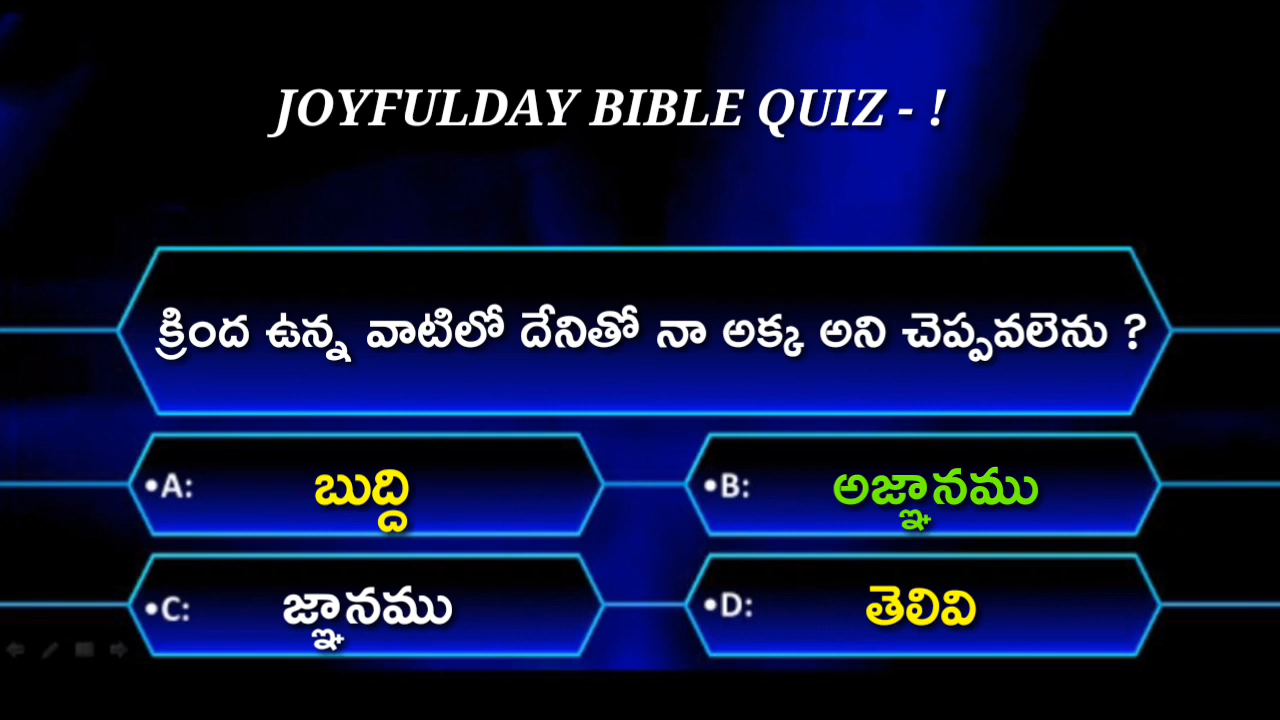 JOYFULDAY BIBLE QUIZ - !
క్రింద ఉన్న వాటిలో దేనితో నా అక్క అని చెప్పవలెను ?
•A: బుద్ధి
•B: అజ్ఞానము
•C: జ్ఞానము
•D: తెలివి